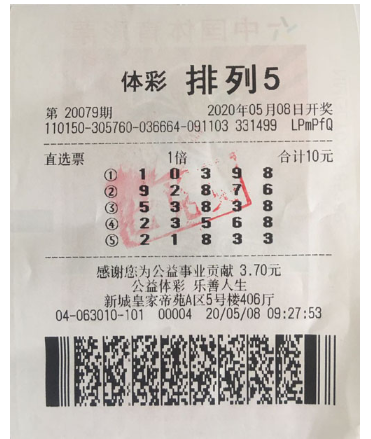 体彩 排列5
第 20079期 2020年05月08日开奖
110150-305760-036664-091103 331499 LPmPfQ
直选票 1倍 合计10元
① 1 0 3 9 8
② 9 2 8 7 6
③ 5 3 8 3 8
④ 2 3 5 6 8
⑤ 2 1 8 3 3
感谢您为公益事业贡献 3.70元
公益体彩 乐善人生
新城皇家帝苑A区5号楼406厅
04-063010-101 00004 20/05/08 09:27:53